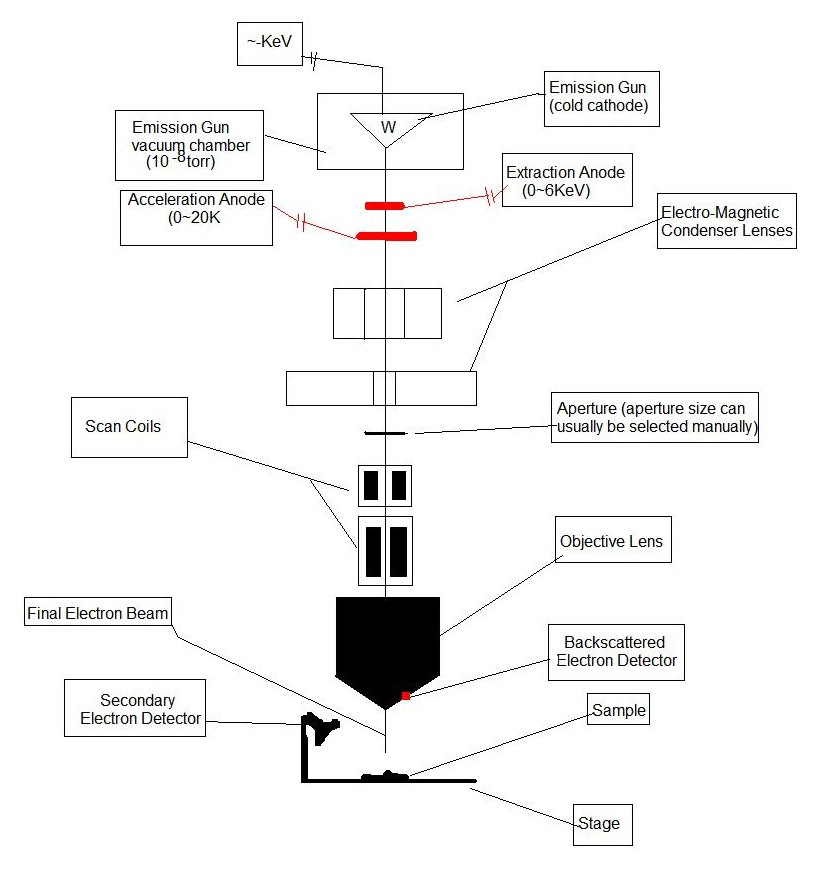 ~-KeV
Emission Gun
(cold cathode)
W
Emission Gun
vacuum chamber
(10 -8 torr)
Extraction Anode
(0~6KeV)
Acceleration Anode
(0~20K
Electro-Magnetic
Condenser Lenses
Aperture (aperture size can
usually be selected manually)
Scan Coils
Objective Lens
Final Electron Beam
Backscattered
Electron Detector
Secondary
Electron Detector
Sample
Stage